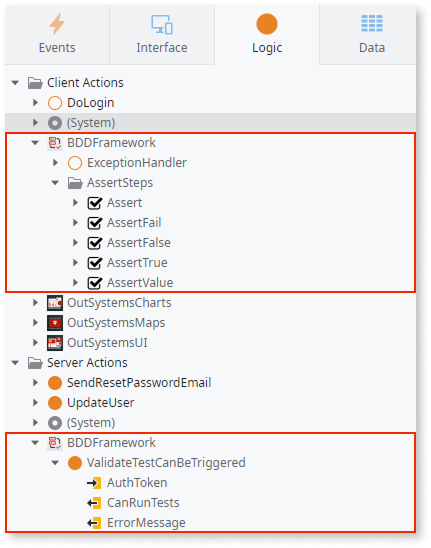 Events
Interface
Logic
Data
Client Actions
DoLogin
(System)
BDDFramework
ExceptionHandler
AssertSteps
Assert
AssertFail
AssertFalse
AssertTrue
AssertValue
OutSystemsCharts
OutSystemsMaps
OutSystemsUI
Server Actions
SendResetPasswordEmail
UpdateUser
(System)
BDDFramework
ValidateTestCanBeTriggered
AuthToken
CanRunTests
ErrorMessage